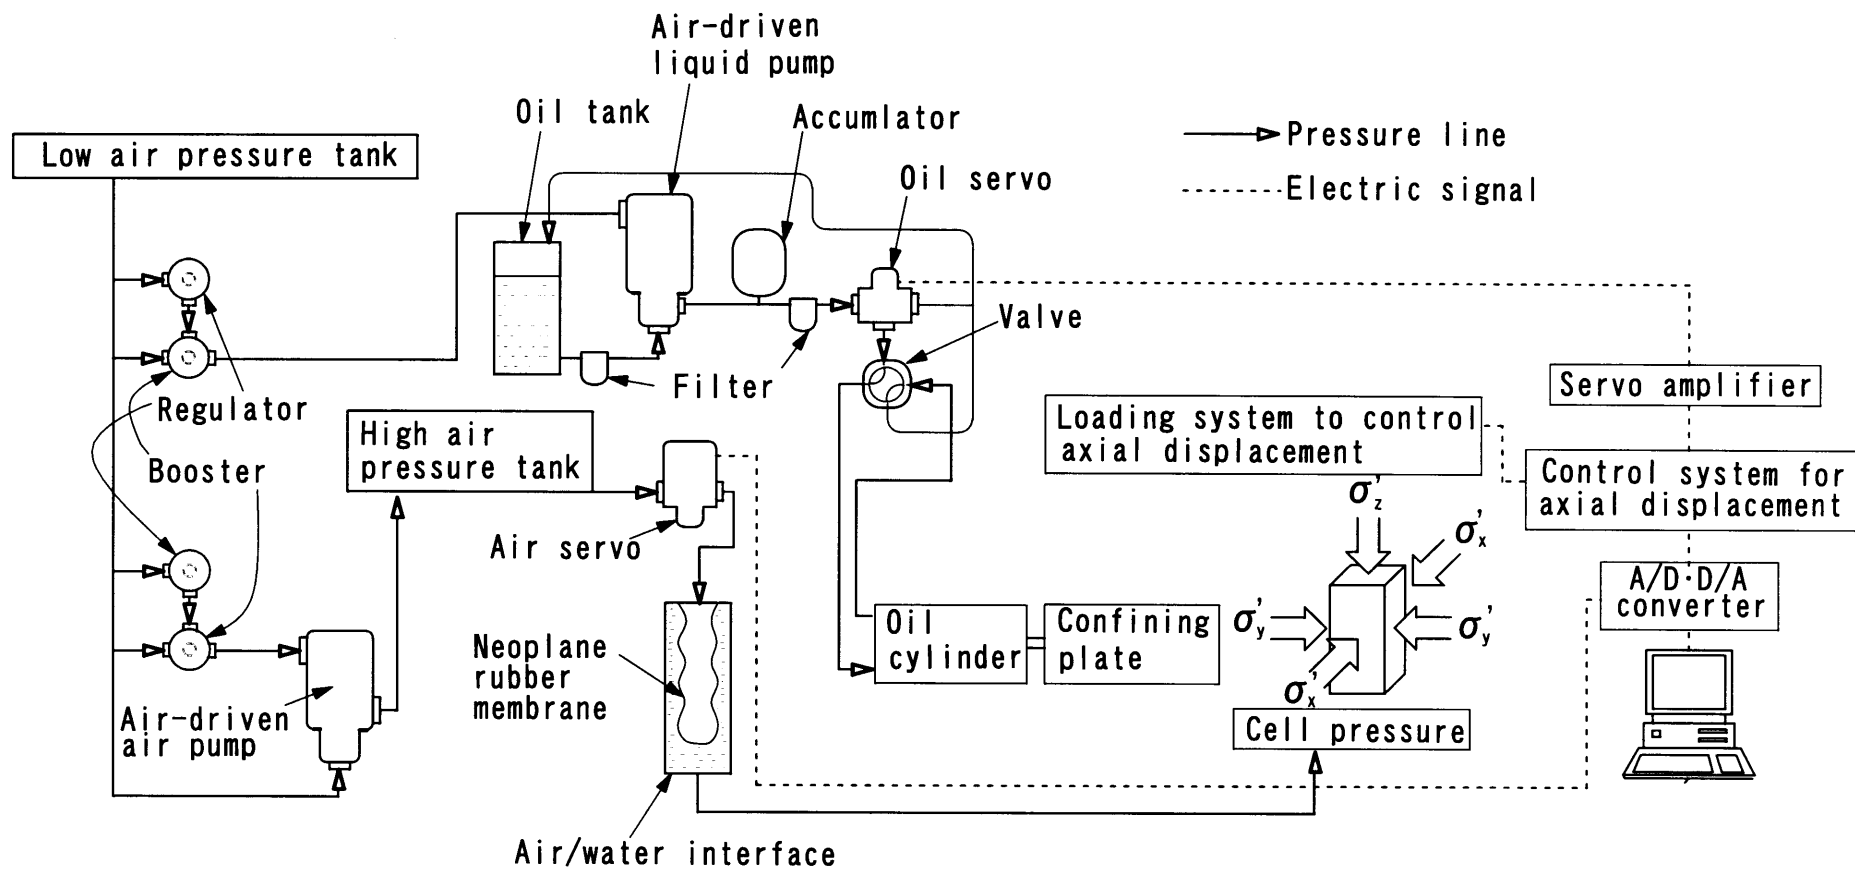 Air-driven
liquid pump
Oil tank
Accumlator
Pressure line
Low air pressure tank
Oil servo
Electric signal
Valve
Filter
Servo amplifier
Regulator
Loading system to control
axial displacement
High air
pressure tank
Booster
Control system for
axial displacement
σ'z
σ'x
Air servo
A/D·D/A
converter
Oil
cylinder
Confining
plate
σ'y
σ'y
Neoplane
rubber
membrane
σ'x
Air-driven
air pump
Cell pressure
Air/water interface